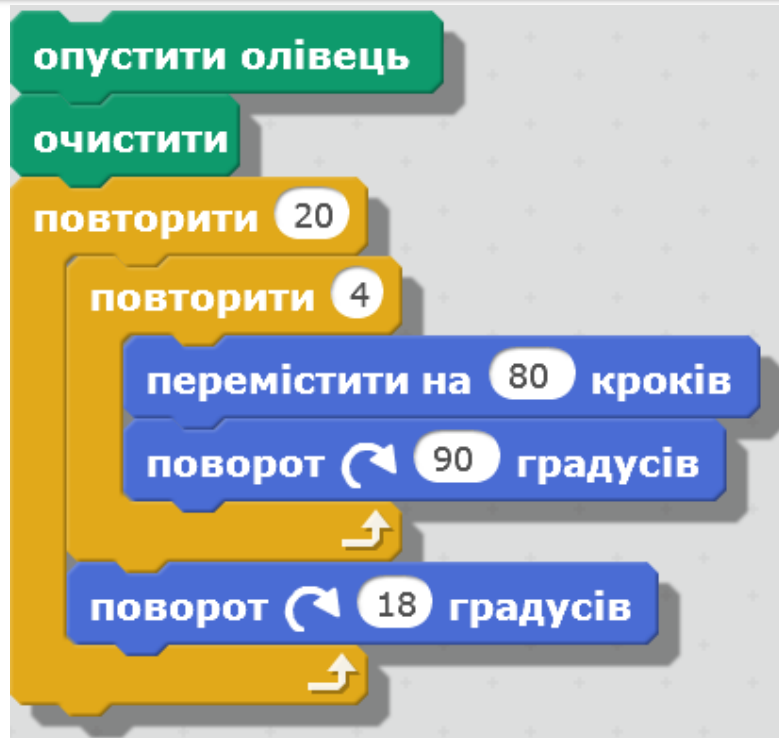 опустити олівець
очистити
повторити 20
повторити 4
перемістити на 80 кроків
поворот 90 градусів
поворот 18 градусів